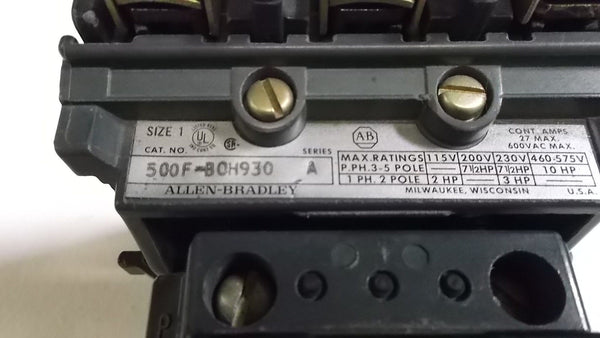 SIZE 1 UL
CAT. NO. SERIES
500F-BOH930 A
ALLEN-BRADLEY
AB
CONT. AMPS
27 MAX.
600VAC MAX.
MAX. RATINGS 115V 200V 230V 460-575V
P.PH. 3-5 POLE — 7½HP 7½HP 10 HP
1 PH. 2 POLE 2 HP — 3 HP —
MILWAUKEE, WISCONSIN U.S.A.